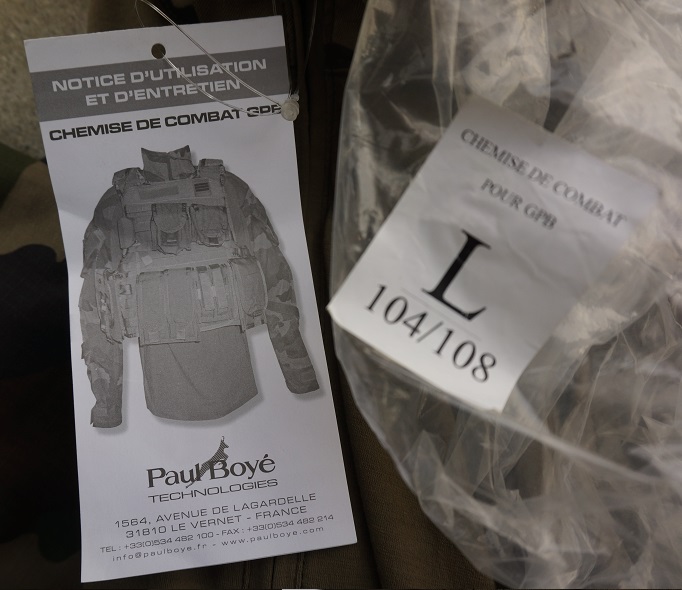 NOTICE D'UTILISATION
ET D'ENTRETIEN
CHEMISE DE COMBAT GPB
Paul Boyé
TECHNOLOGIES
1564, AVENUE DE LAGARDELLE
31810 LE VERNET - FRANCE
TEL : +33(0)534 482 100 - FAX : +33(0)534 482 214
info@paulboye.fr - www.paulboye.com
CHEMISE DE COMBAT
POUR GPB
L
104/108